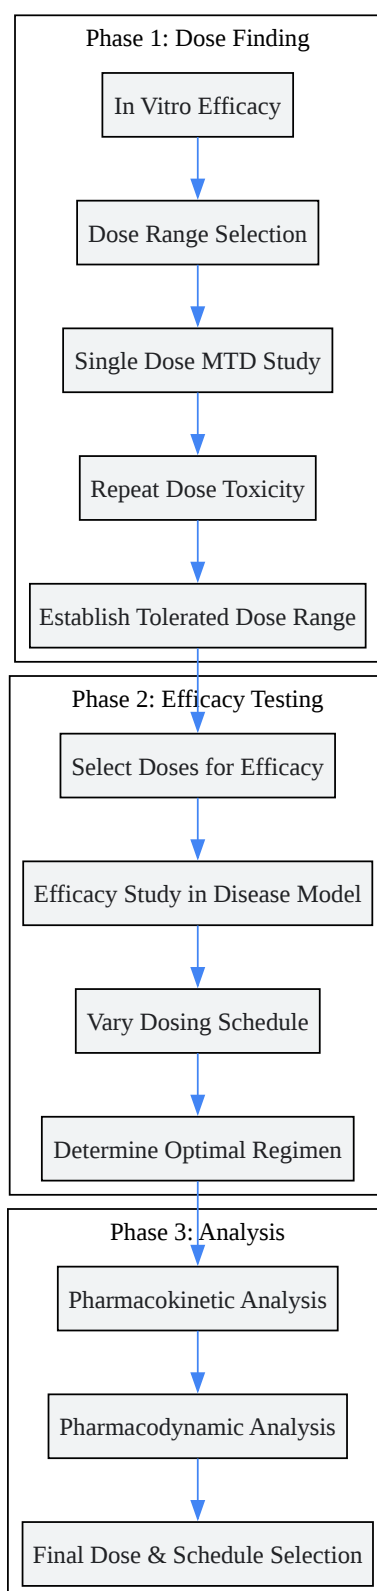 Phase 1: Dose Finding
In Vitro Efficacy
Dose Range Selection
Single Dose MTD Study
Repeat Dose Toxicity
Establish Tolerated Dose Range
Phase 2: Efficacy Testing
Select Doses for Efficacy
Efficacy Study in Disease Model
Vary Dosing Schedule
Determine Optimal Regimen
Phase 3: Analysis
Pharmacokinetic Analysis
Pharmacodynamic Analysis
Final Dose & Schedule Selection